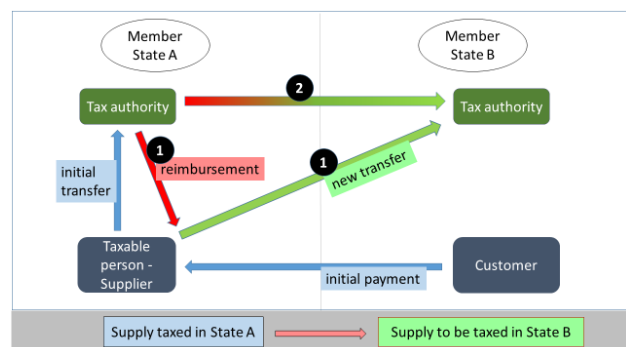 Member
State A
Member
State B
2
Tax authority
Tax authority
1
1
initial
transfer
reimbursement
new transfer
Taxable
person -
Supplier
Customer
initial payment
Supply taxed in State A
Supply to be taxed in State B